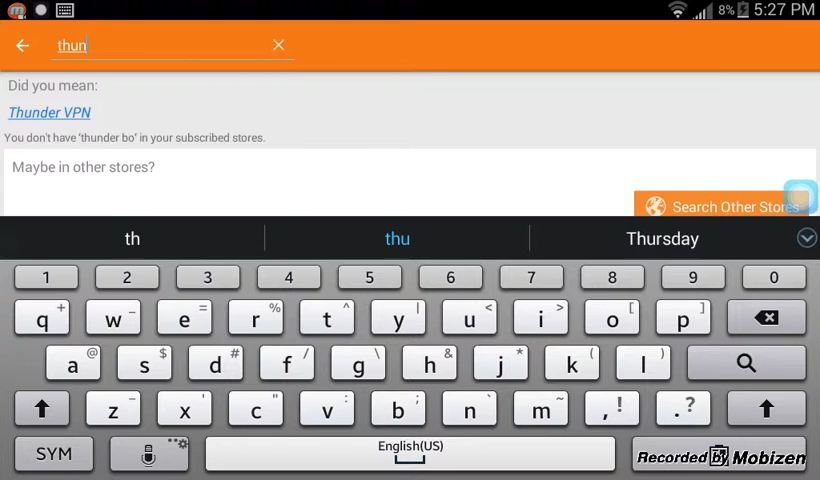 8% 5:27 PM
thun
Did you mean:
Thunder VPN
You don't have 'thunder bo' in your subscribed stores.
Maybe in other stores?
Search Other Stores
th thu Thursday
1 2 3 4 5 6 7 8 9 0
q + w _ e = r % t ^ y | u < i > o [ p ]
a @ s $ d # f / g \ h & j * k ( l )
z - x ' c " v : b ; n ` m ~ , ! . ?
SYM English(US) Recorded by Mobizen